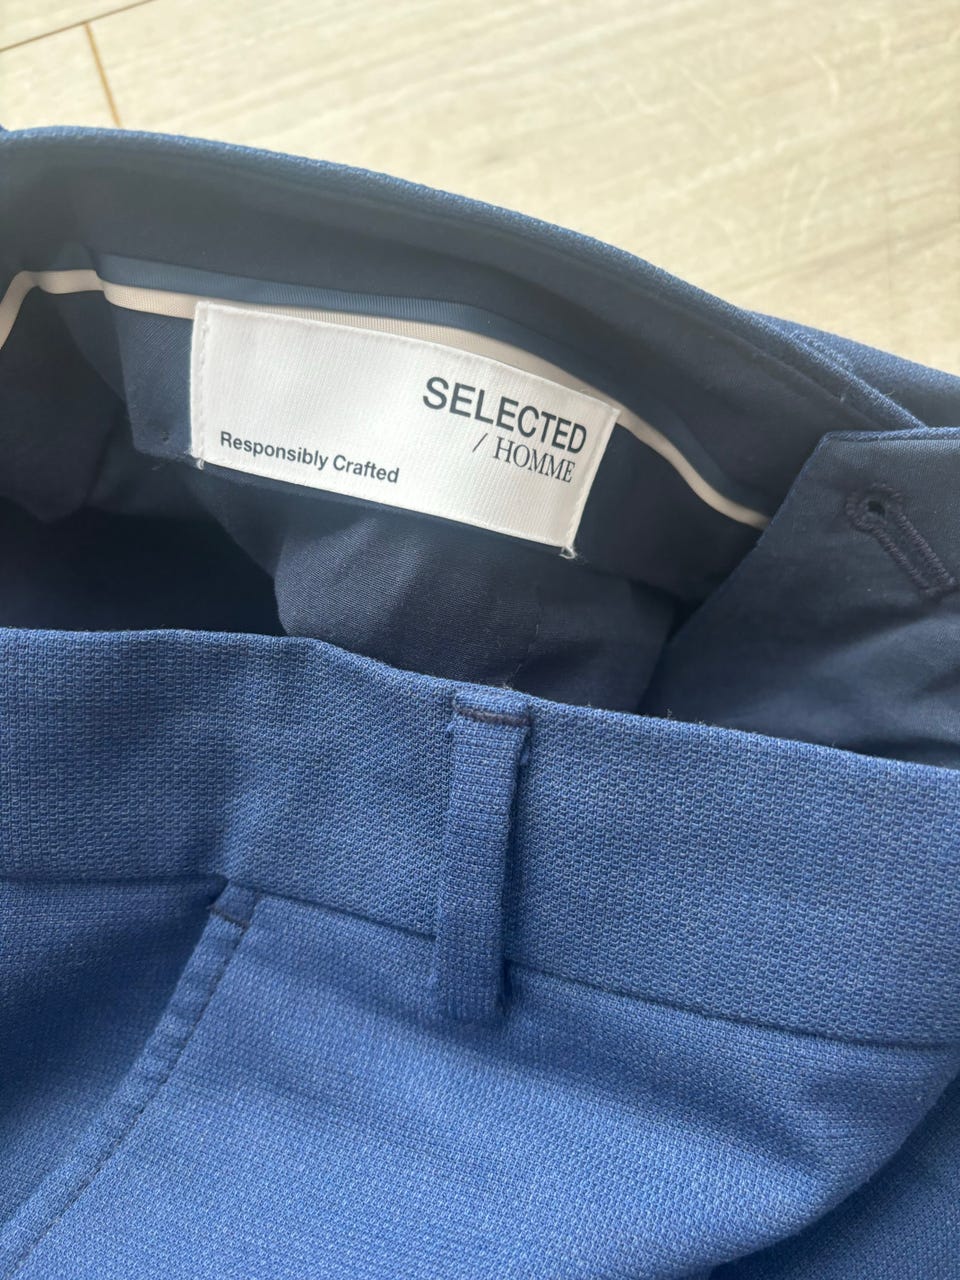 SELECTED
/ HOMME
Responsibly Crafted